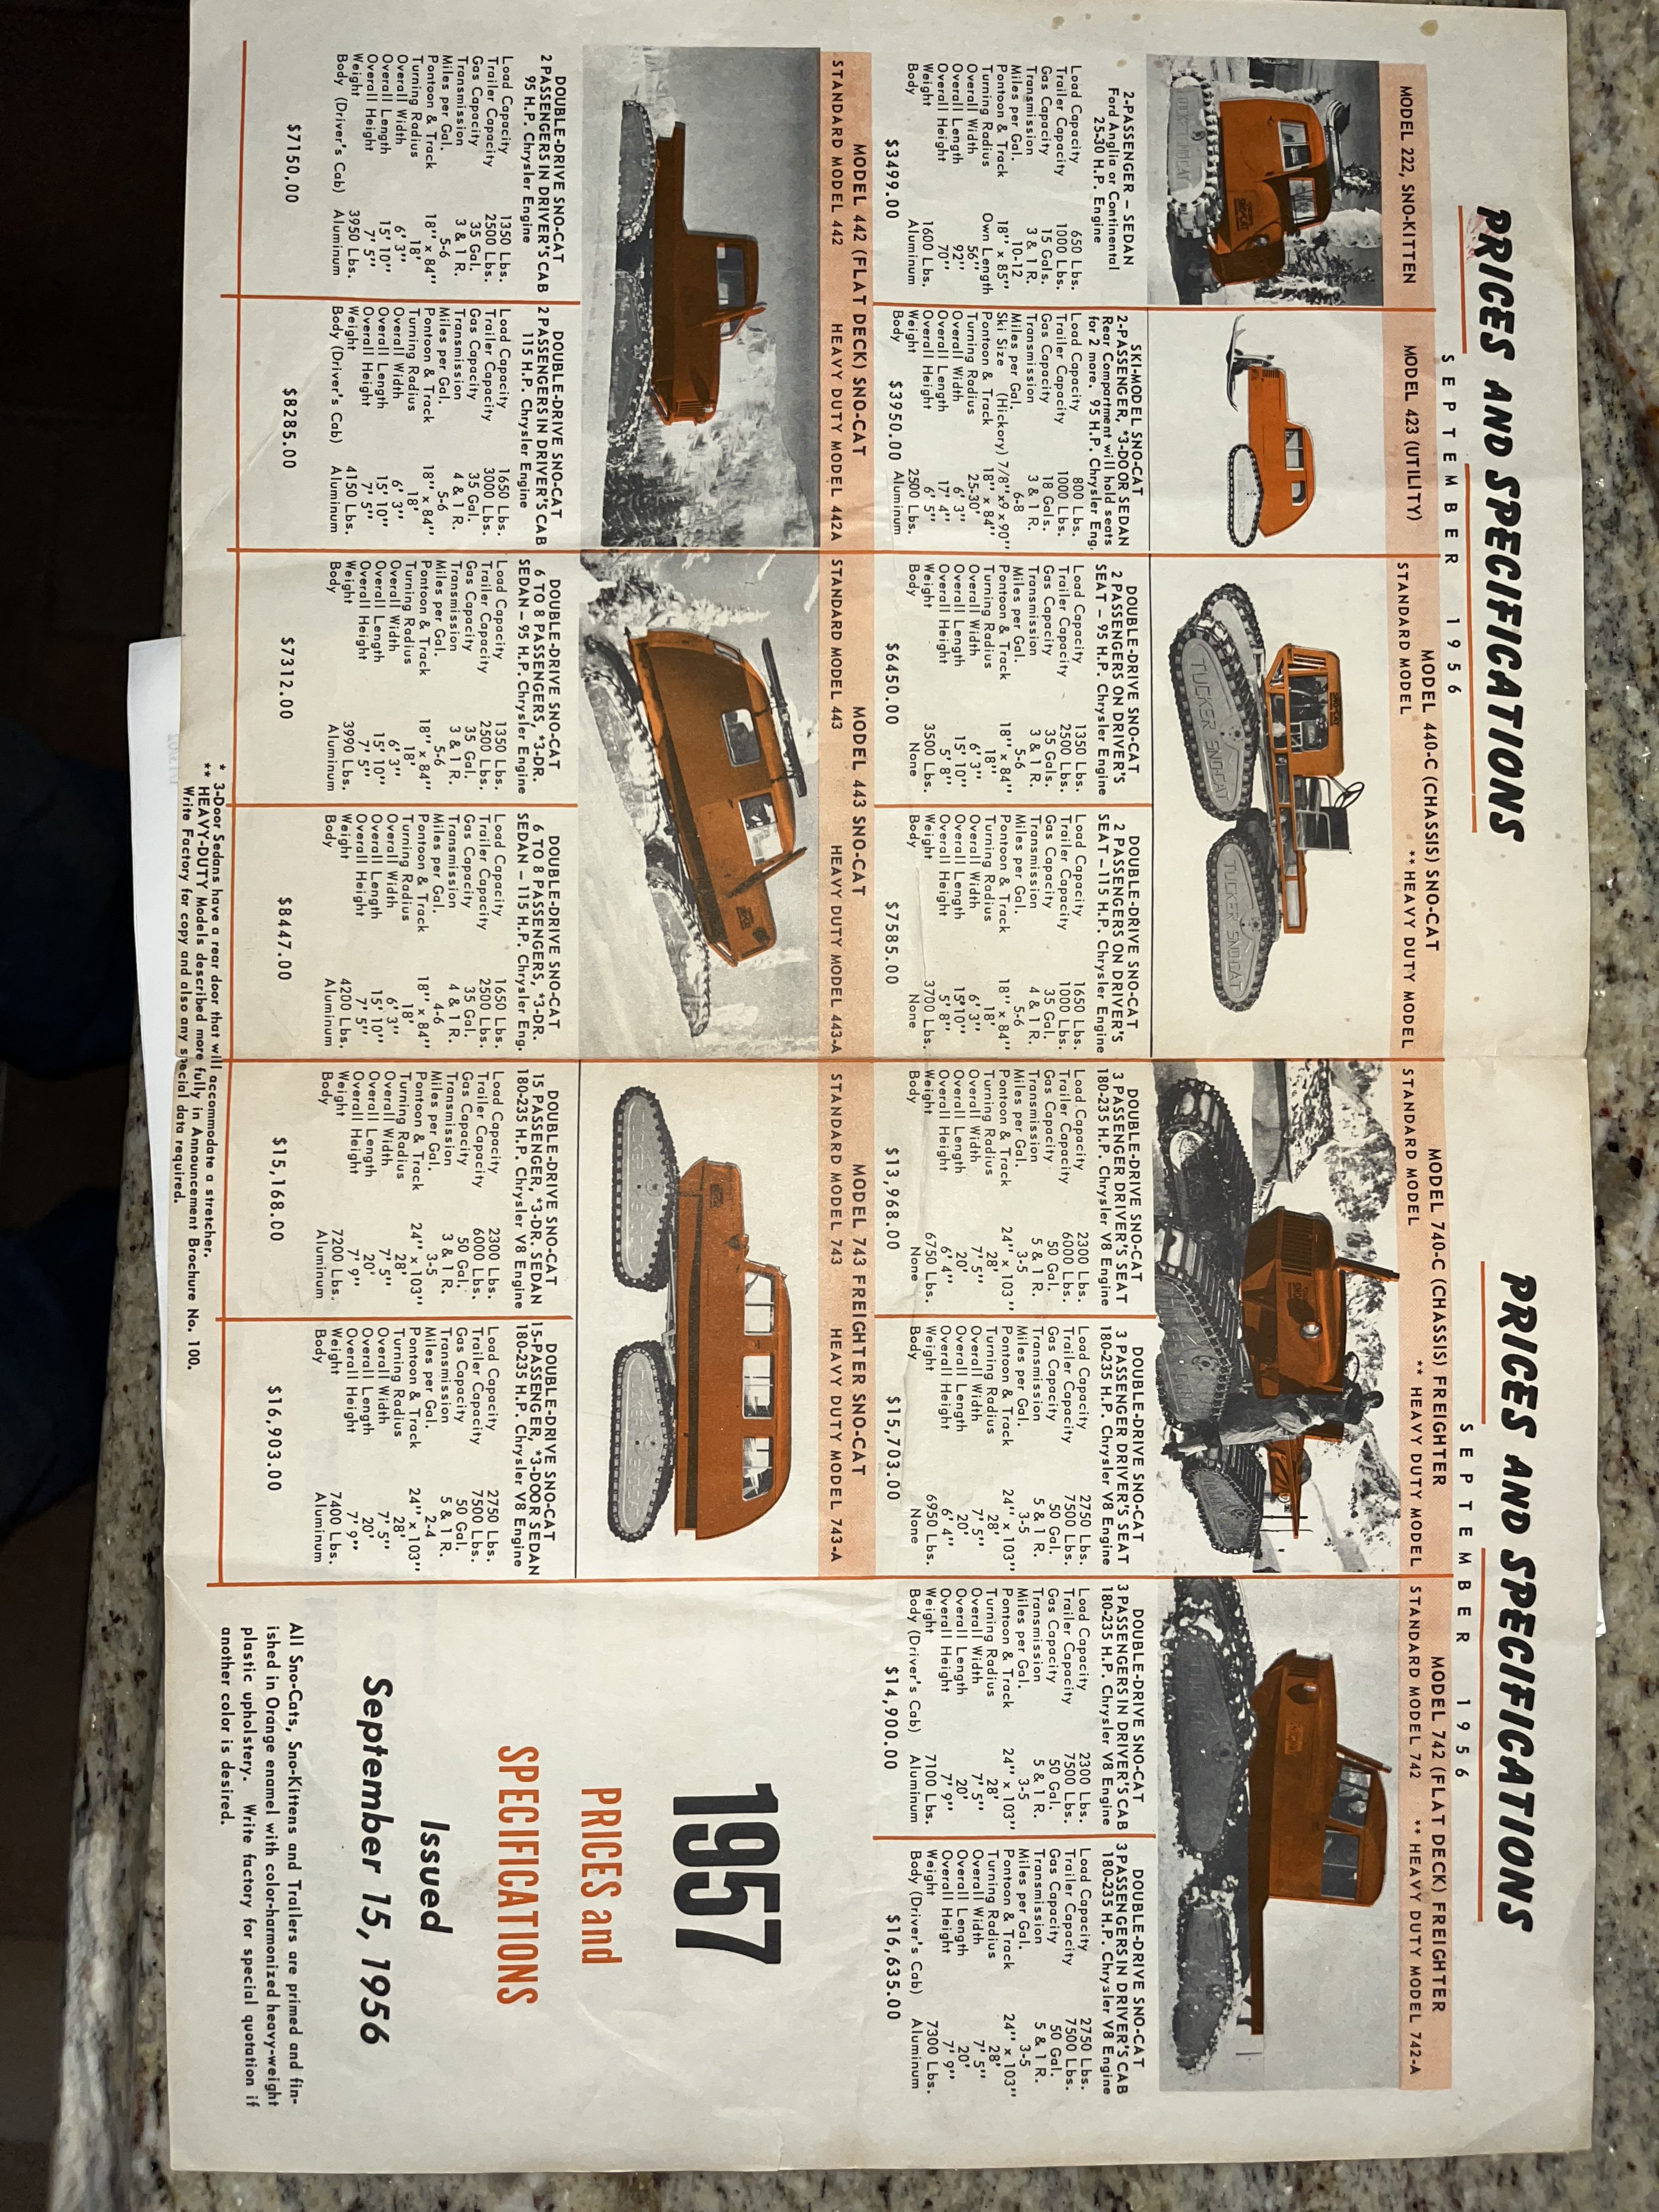 PRICES AND SPECIFICATIONS
SEPTEMBER 1956
PRICES AND SPECIFICATIONS
SEPTEMBER 1956
MODEL 222, SNO-KITTEN
2-PASSENGER – SEDAN
Ford Anglia or Continental
25-30 H.P. Engine
Load Capacity 650 Lbs.
Trailer Capacity 1000 Lbs.
Gas Capacity 15 Gals.
Transmission 3 & 1 R.
Miles per Gal. 10-12
Pontoon & Track 18" x 85"
Turning Radius Own Length
Overall Width 56"
Overall Length 92"
Overall Height 70"
Weight 1600 Lbs.
Body Aluminum
$3499.00
MODEL 423 (UTILITY)
SKI-MODEL SNO-CAT
2-PASSENGER, *3-DOOR SEDAN
Rear Compartment will hold seats
for 2 more. 95 H.P. Chrysler Eng.
Load Capacity 800 Lbs.
Trailer Capacity 1000 Lbs.
Gas Capacity 18 Gals.
Transmission 3 & 1 R.
Miles per Gal. 6-8
Ski Size (Hickory) 7/8"x9 x 90"
Pontoon & Track 18" x 84"
Turning Radius 25-30'
Overall Width 6' 3"
Overall Length 17' 4"
Overall Height 6' 5"
Weight 2500 Lbs.
Body Aluminum
$3950.00
MODEL 440-C (CHASSIS) SNO-CAT
STANDARD MODEL ** HEAVY DUTY MODEL
TUCKER SNO-CAT
TUCKER SNO-CAT
DOUBLE-DRIVE SNO-CAT
2 PASSENGERS ON DRIVER'S
SEAT – 95 H.P. Chrysler Engine
Load Capacity 1350 Lbs.
Trailer Capacity 2500 Lbs.
Gas Capacity 35 Gals.
Transmission 3 & 1 R.
Miles per Gal. 5-6
Pontoon & Track 18" x 84"
Turning Radius 18"
Overall Width 6' 3"
Overall Length 15' 10"
Overall Height 5' 8"
Weight 3500 Lbs.
Body None
$6450.00
DOUBLE-DRIVE SNO-CAT
2 PASSENGERS ON DRIVER'S
SEAT – 115 H.P. Chrysler Engine
Load Capacity 1650 Lbs.
Trailer Capacity 1000 Lbs.
Gas Capacity 35 Gal.
Transmission 4 & 1 R.
Miles per Gal. 5-6
Pontoon & Track 18" x 84"
Turning Radius 18'
Overall Width 6' 3"
Overall Length 15'10"
Overall Height 5' 8"
Weight 3700 Lbs.
Body None
$7585.00
MODEL 740-C (CHASSIS) FREIGHTER
STANDARD MODEL ** HEAVY DUTY MODEL
DOUBLE-DRIVE SNO-CAT
3 PASSENGER DRIVER'S SEAT
180-235 H.P. Chrysler V8 Engine
Load Capacity 2300 Lbs.
Trailer Capacity 6000 Lbs.
Gas Capacity 50 Gal.
Transmission 5 & 1 R.
Miles per Gal. 3-5
Pontoon & Track 24" x 103"
Turning Radius 28'
Overall Width 7' 5"
Overall Length 20'
Overall Height 6' 4"
Weight 6750 Lbs.
Body None
$13,968.00
DOUBLE-DRIVE SNO-CAT
3 PASSENGER DRIVER'S SEAT
180-235 H.P. Chrysler V8 Engine
Load Capacity 2750 Lbs.
Trailer Capacity 7500 Lbs.
Gas Capacity 50 Gal.
Transmission 5 & 1 R.
Miles per Gal. 3-5
Pontoon & Track 24" x 103"
Turning Radius 28'
Overall Width 7' 5"
Overall Length 20'
Overall Height 6' 4"
Weight 6950 Lbs.
Body None
$15,703.00
MODEL 742 (FLAT DECK) FREIGHTER
STANDARD MODEL 742 ** HEAVY DUTY MODEL 742-A
DOUBLE-DRIVE SNO-CAT
3 PASSENGERS IN DRIVER'S CAB
180-235 H.P. Chrysler V8 Engine
Load Capacity 2300 Lbs.
Trailer Capacity 7500 Lbs.
Gas Capacity 50 Gal.
Transmission 5 & 1 R.
Miles per Gal. 3-5
Pontoon & Track 24" x 103"
Turning Radius 28'
Overall Width 7' 5"
Overall Length 20'
Overall Height 7' 9"
Weight 7100 Lbs.
Body (Driver's Cab) Aluminum
$14,900.00
DOUBLE-DRIVE SNO-CAT
3 PASSENGERS IN DRIVER'S CAB
180-235 H.P. Chrysler V8 Engine
Load Capacity 2750 Lbs.
Trailer Capacity 7500 Lbs.
Gas Capacity 50 Gal.
Transmission 5 & 1 R.
Miles per Gal. 3-5
Pontoon & Track 24" x 103"
Turning Radius 28'
Overall Width 7' 5"
Overall Length 20'
Overall Height 7' 9"
Weight 7300 Lbs.
Body (Driver's Cab) Aluminum
$16,635.00
MODEL 442 (FLAT DECK) SNO-CAT
STANDARD MODEL 442 HEAVY DUTY MODEL 442A
DOUBLE-DRIVE SNO-CAT
2 PASSENGERS IN DRIVER'S CAB
95 H.P. Chrysler Engine
Load Capacity 1350 Lbs.
Trailer Capacity 2500 Lbs.
Gas Capacity 35 Gal.
Transmission 3 & 1 R.
Miles per Gal. 5-6
Pontoon & Track 18" x 84"
Turning Radius 18'
Overall Width 6' 3"
Overall Length 15' 10"
Overall Height 7' 5"
Weight 3950 Lbs.
Body (Driver's Cab) Aluminum
$7150.00
DOUBLE-DRIVE SNO-CAT
2 PASSENGERS IN DRIVER'S CAB
115 H.P. Chrysler Engine
Load Capacity 1650 Lbs.
Trailer Capacity 3000 Lbs.
Gas Capacity 35 Gal.
Transmission 4 & 1 R.
Miles per Gal. 5-6
Pontoon & Track 18" x 84"
Turning Radius 18'
Overall Width 6' 3"
Overall Length 15' 10"
Overall Height 7' 5"
Weight 4150 Lbs.
Body (Driver's Cab) Aluminum
$8285.00
MODEL 443 SNO-CAT
STANDARD MODEL 443 HEAVY DUTY MODEL 443-A
DOUBLE-DRIVE SNO-CAT
6 TO 8 PASSENGERS, *3-DR.
SEDAN – 95 H.P. Chrysler Engine
Load Capacity 1350 Lbs.
Trailer Capacity 2500 Lbs.
Gas Capacity 35 Gal.
Transmission 3 & 1 R.
Miles per Gal. 5-6
Pontoon & Track 18" x 84"
Turning Radius 18'
Overall Width 6' 3"
Overall Length 15' 10"
Overall Height 7' 5"
Weight 3990 Lbs.
Body Aluminum
$7312.00
DOUBLE-DRIVE SNO-CAT
6 TO 8 PASSENGERS, *3-DR.
SEDAN – 115 H.P. Chrysler Eng.
Load Capacity 1650 Lbs.
Trailer Capacity 2500 Lbs.
Gas Capacity 35 Gal.
Transmission 4 & 1 R.
Miles per Gal. 4-6
Pontoon & Track 18" x 84"
Turning Radius 18'
Overall Width 6' 3"
Overall Length 15' 10"
Overall Height 7' 5"
Weight 4200 Lbs.
Body Aluminum
$8447.00
MODEL 743 FREIGHTER SNO-CAT
STANDARD MODEL 743 HEAVY DUTY MODEL 743-A
DOUBLE-DRIVE SNO-CAT
15 PASSENGER, *3-DR. SEDAN
180-235 H.P. Chrysler V8 Engine
Load Capacity 2300 Lbs.
Trailer Capacity 6000 Lbs.
Gas Capacity 50 Gal.
Transmission 3 & 1 R.
Miles per Gal. 3-5
Pontoon & Track 24" x 103"
Turning Radius 28'
Overall Width 7' 5"
Overall Length 20'
Overall Height 7' 9"
Weight 7200 Lbs.
Body Aluminum
$15,168.00
DOUBLE-DRIVE SNO-CAT
15-PASSENGER, *3-DOOR SEDAN
180-235 H.P. Chrysler V8 Engine
Load Capacity 2750 Lbs.
Trailer Capacity 7500 Lbs.
Gas Capacity 50 Gal.
Transmission 5 & 1 R.
Miles per Gal. 2-4
Pontoon & Track 24" x 103"
Turning Radius 28'
Overall Width 7' 5"
Overall Length 20'
Overall Height 7' 9"
Weight 7400 Lbs.
Body Aluminum
$16,903.00
* 3-Door Sedans have a rear door that will accommodate a stretcher.
** HEAVY-DUTY Models described more fully in Announcement Brochure No. 100.
Write Factory for copy and also any special data required.
1957
PRICES and
SPECIFICATIONS
Issued
September 15, 1956
All Sno-Cats, Sno-Kittens and Trailers are primed and fin-
ished in Orange enamel with color-harmonized heavy-weight
plastic upholstery. Write factory for special quotation if
another color is desired.